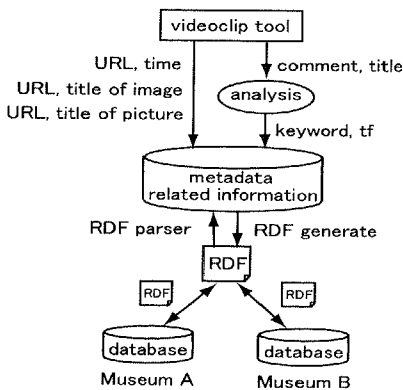 videoclip tool
URL, time
comment, title
URL, title of image
URL, title of picture
analysis
keyword, tf
metadata
related information
RDF parser
RDF generate
RDF
RDF
RDF
database
database
Museum A
Museum B